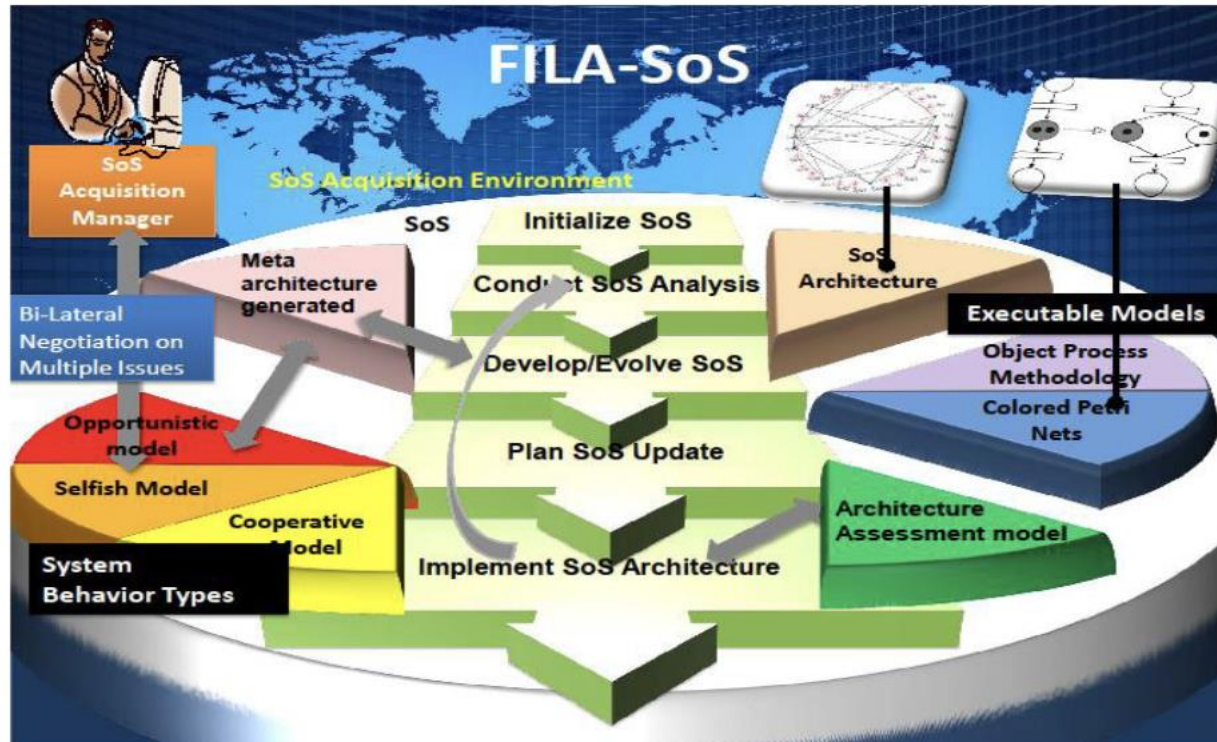 FILA-SoS
SoS
Acquisition
Manager
SoS Acquisition Environment
SoS
Initialize SoS
Meta
architecture
generated
Conduct SoS Analysis
SoS
Architecture
Bi-Lateral
Negotiation on
Multiple Issues
Executable Models
Develop/Evolve SoS
Object Process
Methodology
Colored Petri
Nets
Opportunistic
model
Plan SoS Update
Selfish Model
Cooperative
Model
Architecture
Assessment model
System
Behavior Types
Implement SoS Architecture